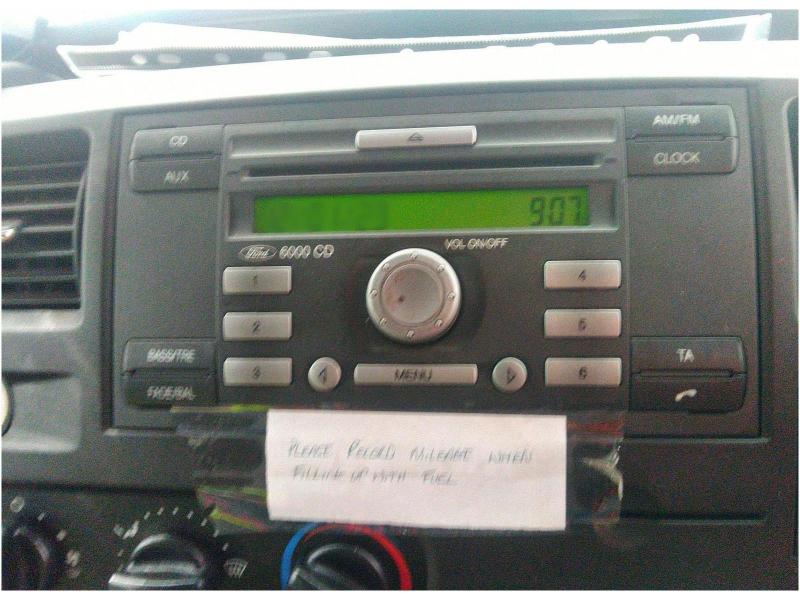 CD
AM/FM
AUX
CLOCK
907
Ford 6000 CD
VOL ON/OFF
1
4
2
5
3
MENU
6
BASS/TRE
TA
FADE/BAL
PLEASE RECORD MILEAGE WHEN
FILLING UP WITH FUEL